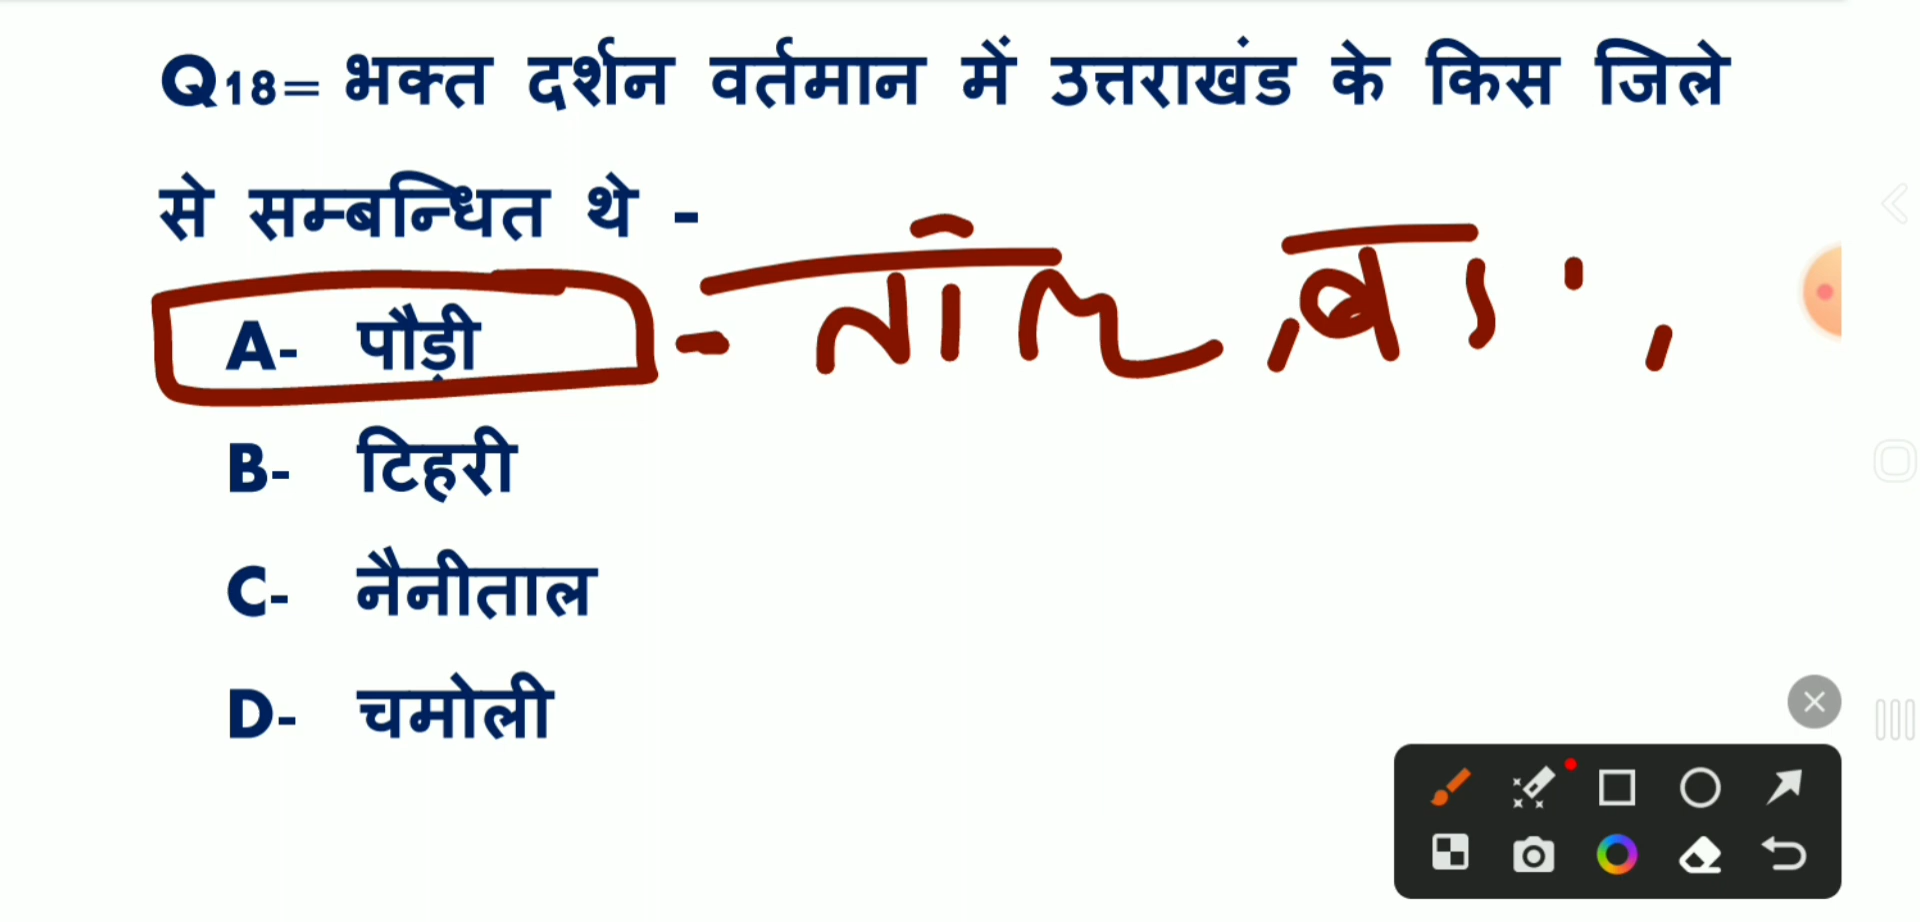 Q18= भक्त दर्शन वर्तमान में उत्तराखंड के किस जिले
से सम्बन्धित थे -
A- पौड़ी
B- टिहरी
C- नैनीताल
D- चमोली